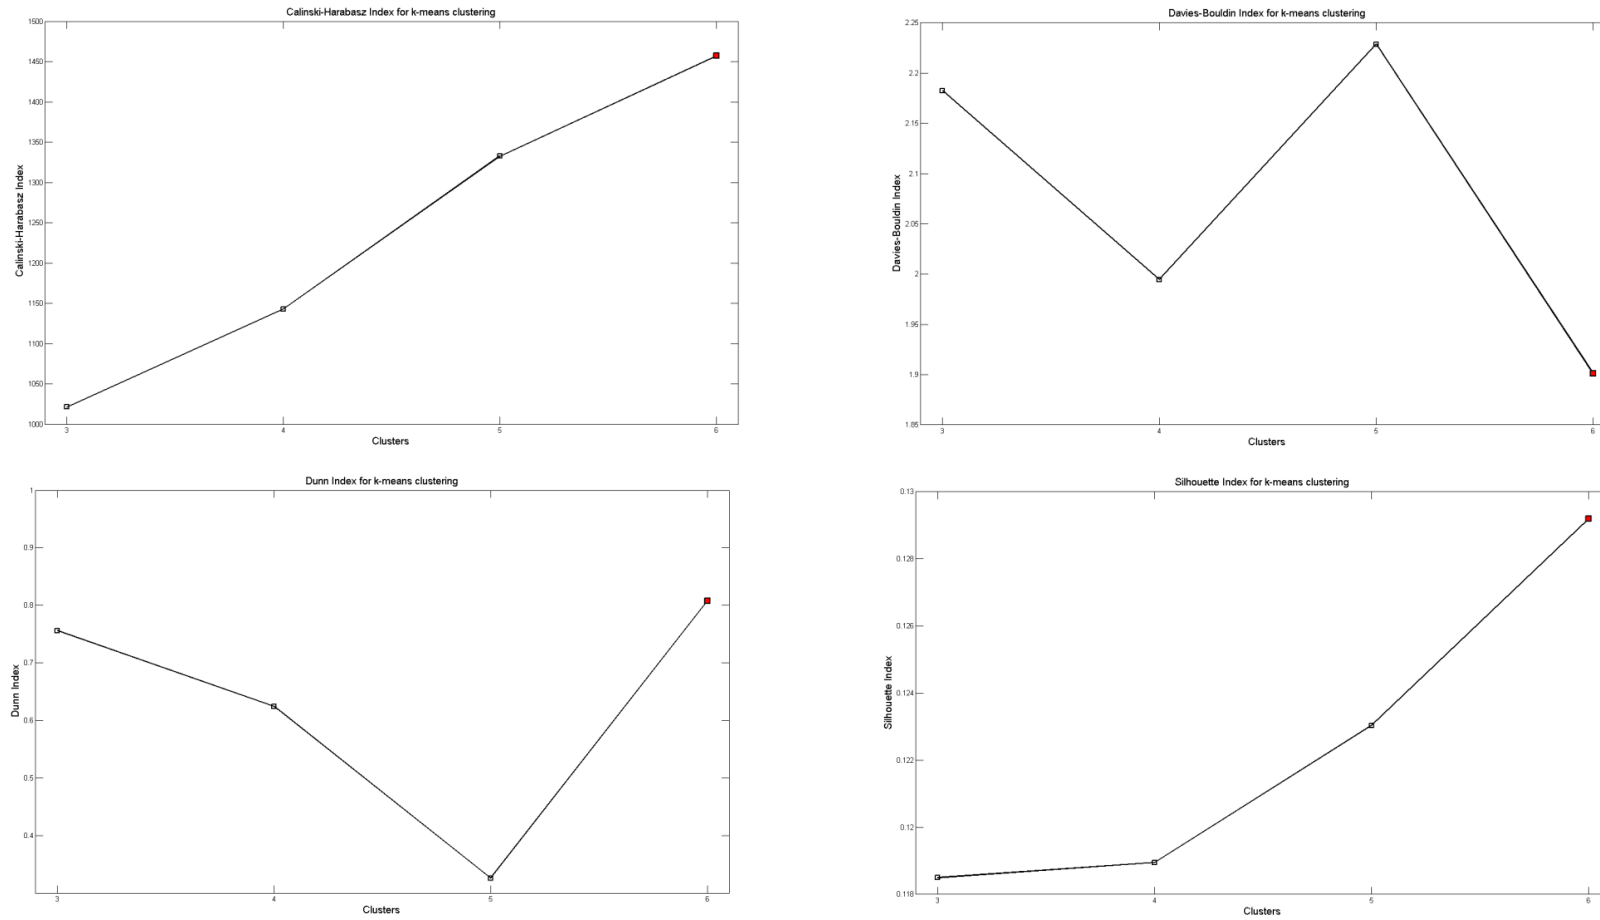 Calinski-Harabasz Index for k-means clustering
1500
1450
1400
1350
1300
1250
1200
1150
1100
1050
1000
Calinski-Harabasz Index
3 4 5 6
Clusters
Davies-Bouldin Index for k-means clustering
2.25
2.2
2.15
2.1
2.05
2
1.95
1.9
1.85
Davies-Bouldin Index
3 4 5 6
Clusters
Dunn Index for k-means clustering
1
0.9
0.8
0.7
0.6
0.5
0.4
Dunn Index
3 4 5 6
Clusters
Silhouette Index for k-means clustering
0.13
0.128
0.126
0.124
0.122
0.12
0.118
Silhouette Index
3 4 5 6
Clusters